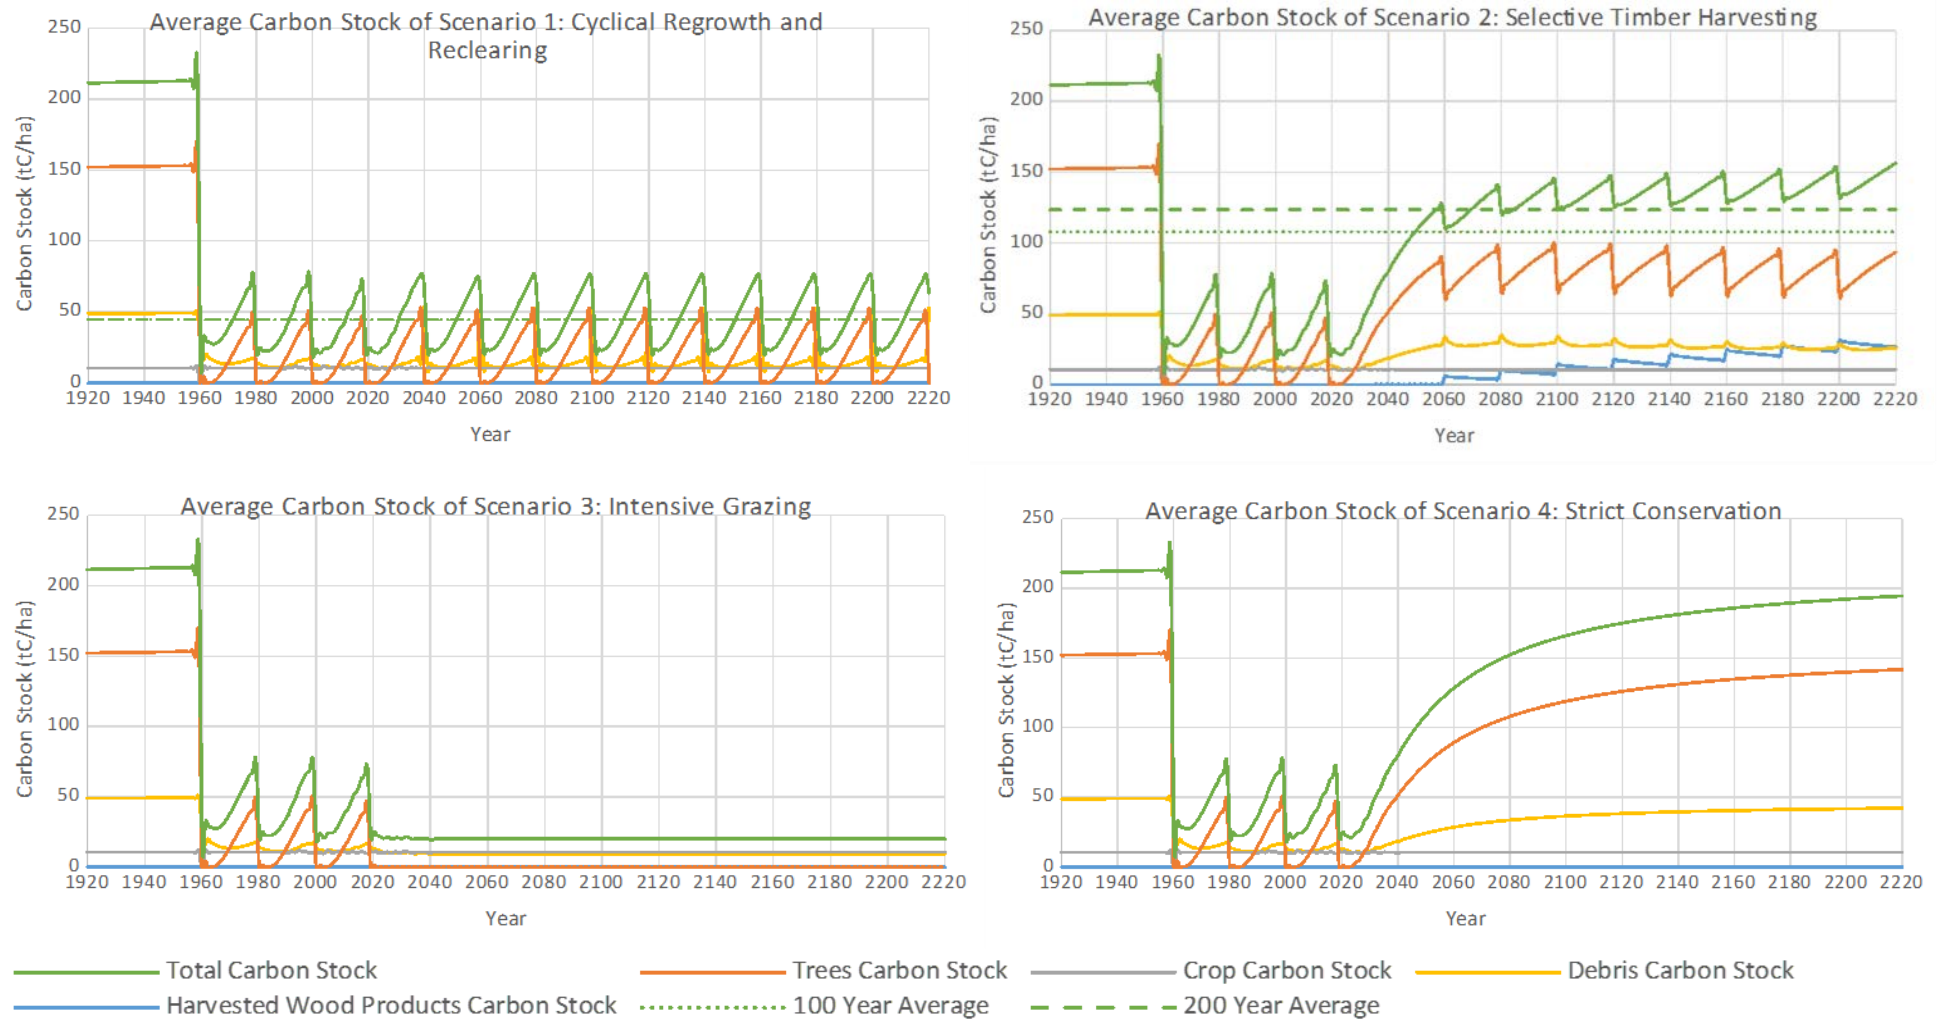 Average Carbon Stock of Scenario 1: Cyclical Regrowth and
Reclearing
250
200
150
100
50
0
Carbon Stock (tC/ha)
1920 1940 1960 1980 2000 2020 2040 2060 2080 2100 2120 2140 2160 2180 2200 2220
Year
Average Carbon Stock of Scenario 2: Selective Timber Harvesting
250
200
150
100
50
0
Carbon Stock (tC/ha)
1920 1940 1960 1980 2000 2020 2040 2060 2080 2100 2120 2140 2160 2180 2200 2220
Year
Average Carbon Stock of Scenario 3: Intensive Grazing
250
200
150
100
50
0
Carbon Stock (tC/ha)
1920 1940 1960 1980 2000 2020 2040 2060 2080 2100 2120 2140 2160 2180 2200 2220
Year
Average Carbon Stock of Scenario 4: Strict Conservation
250
200
150
100
50
0
Carbon Stock (tC/ha)
1920 1940 1960 1980 2000 2020 2040 2060 2080 2100 2120 2140 2160 2180 2200 2220
Year
Total Carbon Stock Trees Carbon Stock Crop Carbon Stock Debris Carbon Stock
Harvested Wood Products Carbon Stock 100 Year Average 200 Year Average